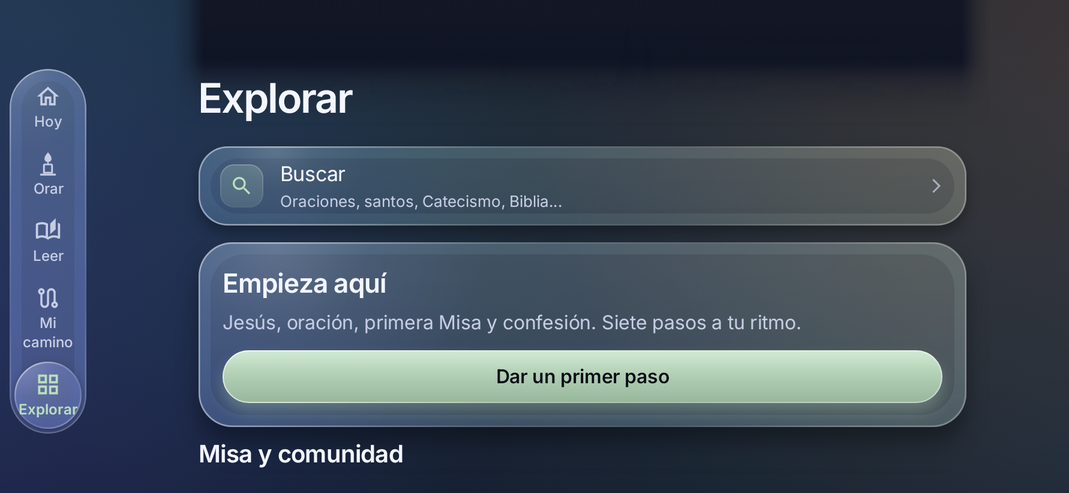 Explorar
Hoy
Orar
Leer
Mi
camino
Explorar
Buscar
Oraciones, santos, Catecismo, Biblia...
Empieza aquí
Jesús, oración, primera Misa y confesión. Siete pasos a tu ritmo.
Dar un primer paso
Misa y comunidad